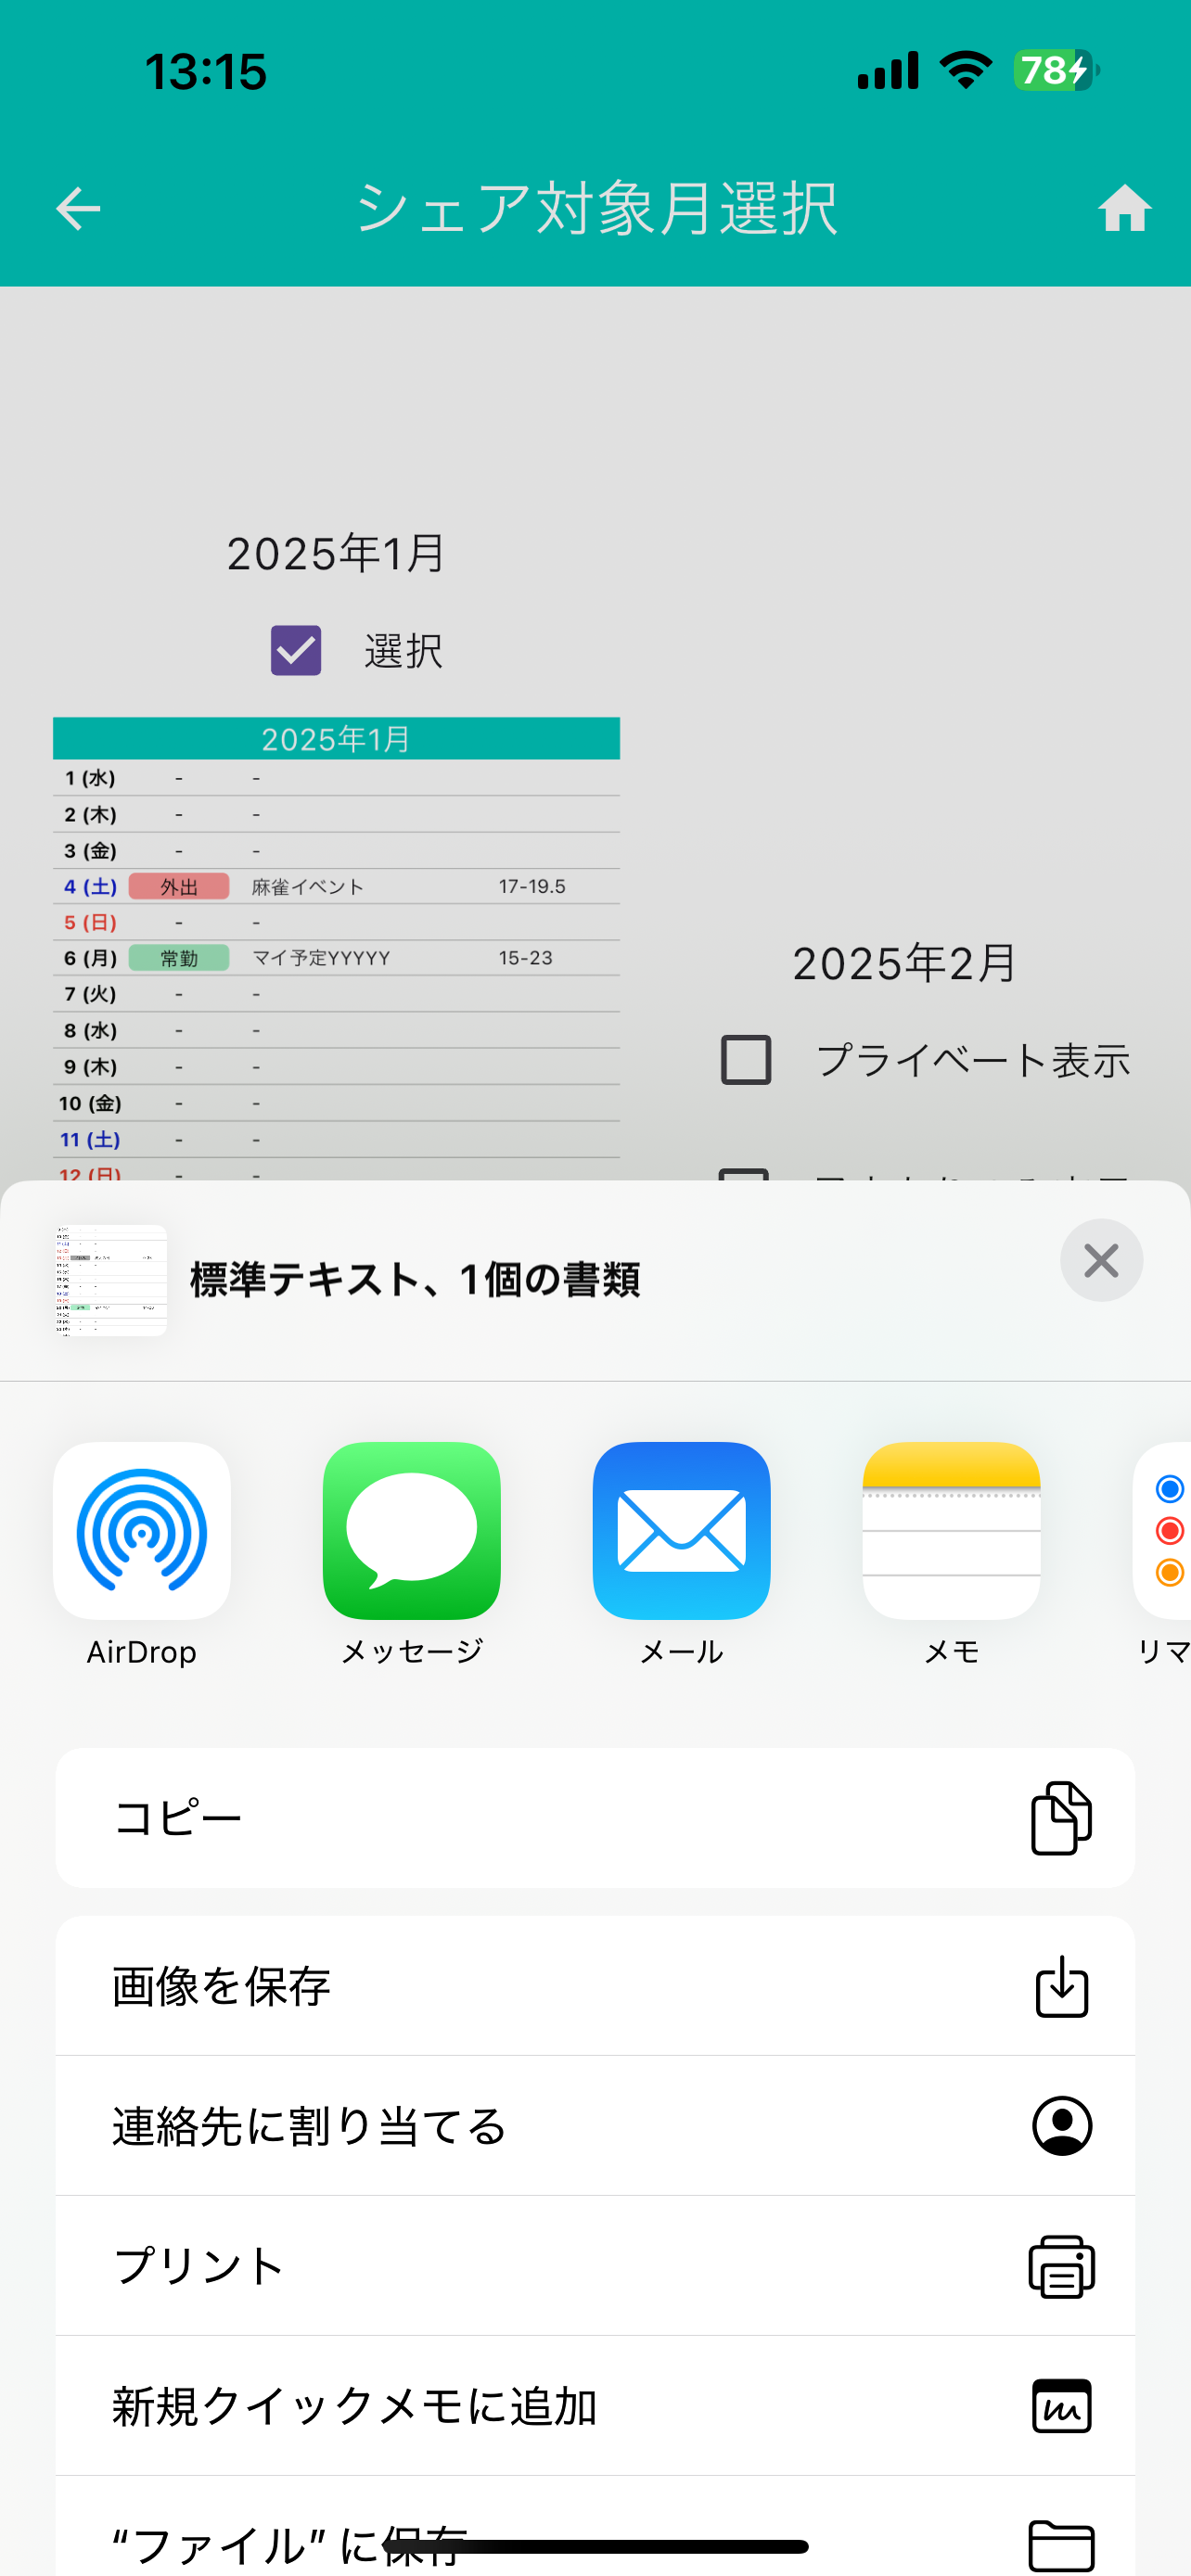 13:15
78
シェア対象月選択
2025年1月
選択
2025年1月
1 (水) - -
2 (木) - -
3 (金) - -
4 (土) 外出 麻雀イベント 17-19.5
5 (日) - -
6 (月) 常勤 マイ予定YYYYY 15-23
7 (火) - -
8 (水) - -
9 (木) - -
10 (金) - -
11 (土) - -
12 (日) - -
2025年2月
プライベート表示
標準テキスト、1個の書類
AirDrop
メッセージ
メール
メモ
リマ
コピー
画像を保存
連絡先に割り当てる
プリント
新規クイックメモに追加
“ファイル” に保存